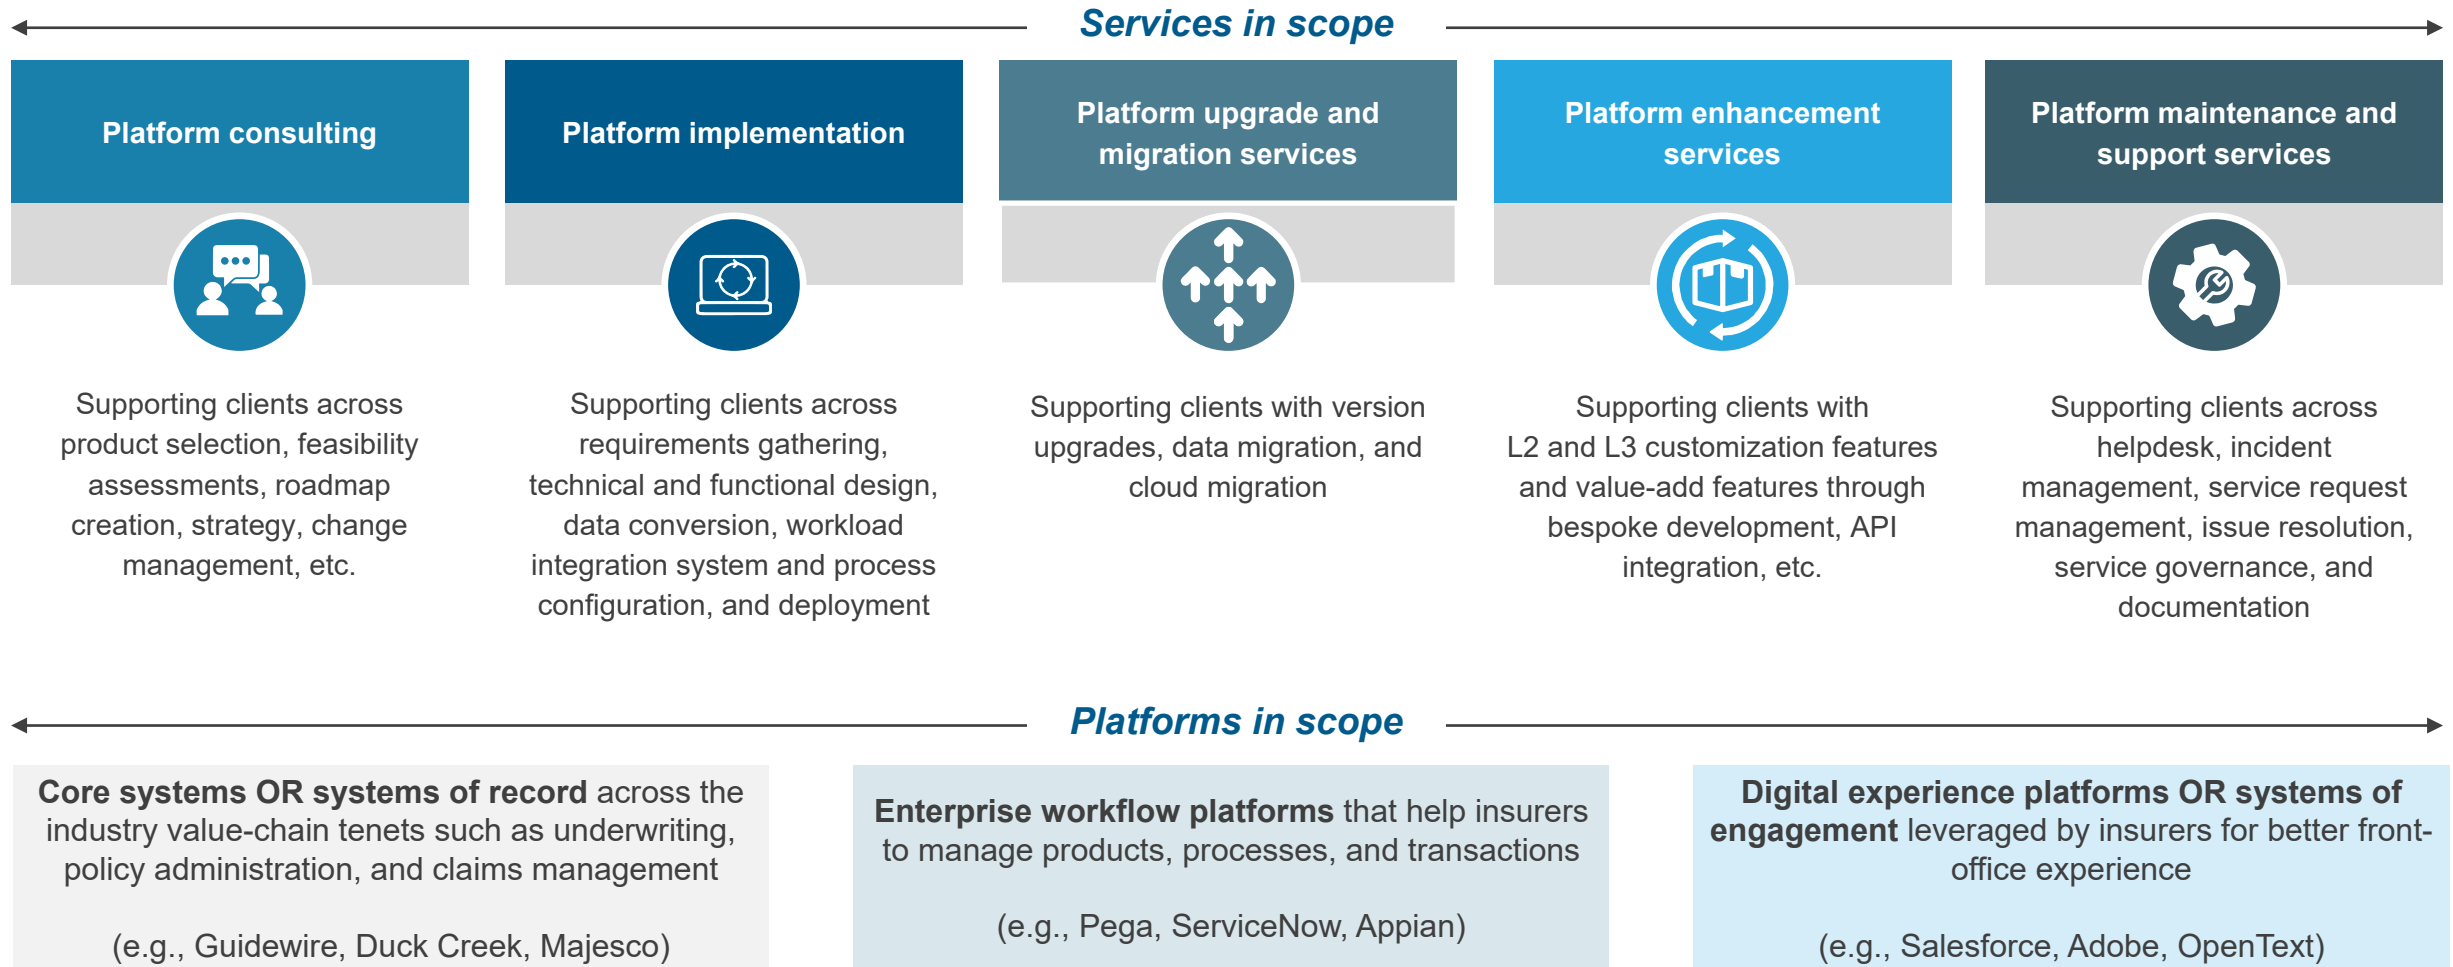 Services in scope
Platform consulting
Supporting clients across
product selection, feasibility
assessments, roadmap
creation, strategy, change
management, etc.
Platform implementation
Supporting clients across
requirements gathering,
technical and functional design,
data conversion, workload
integration system and process
configuration, and deployment
Platform upgrade and
migration services
Supporting clients with version
upgrades, data migration, and
cloud migration
Platform enhancement
services
Supporting clients with
L2 and L3 customization features
and value-add features through
bespoke development, API
integration, etc.
Platform maintenance and
support services
Supporting clients across
helpdesk, incident
management, service request
management, issue resolution,
service governance, and
documentation
Platforms in scope
Core systems OR systems of record across the
industry value-chain tenets such as underwriting,
policy administration, and claims management
(e.g., Guidewire, Duck Creek, Majesco)
Enterprise workflow platforms that help insurers
to manage products, processes, and transactions
(e.g., Pega, ServiceNow, Appian)
Digital experience platforms OR systems of
engagement leveraged by insurers for better front-
office experience
(e.g., Salesforce, Adobe, OpenText)